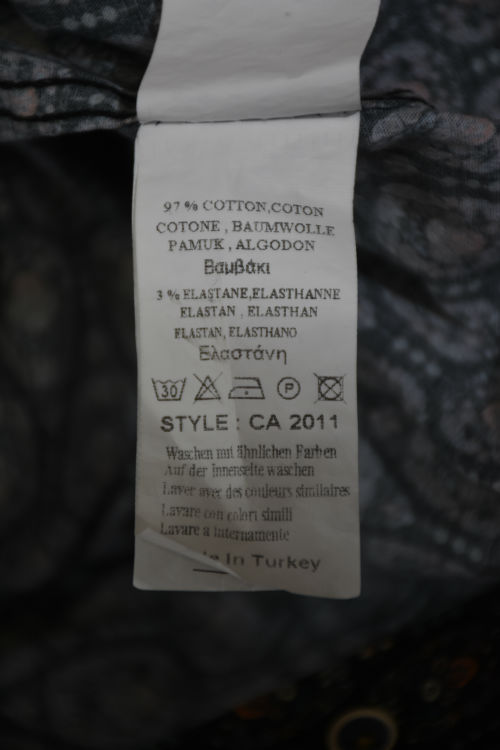 97 % COTTON,COTON
COTONE , BAUMWOLLE
PAMUK , ALGODON
Βαμβάκι
3 % ELASTANE,ELASTHANNE
ELASTAN , ELASTHAN
ELASTAN, ELASTHANO
Ελαστάνη
30 P
STYLE : CA 2011
Waschen mit ähnlichen Farben
Auf der innenseite waschen
Laver avec des couleurs similaires
Lavare con colori simili
Lavare a internamente
In Turkey